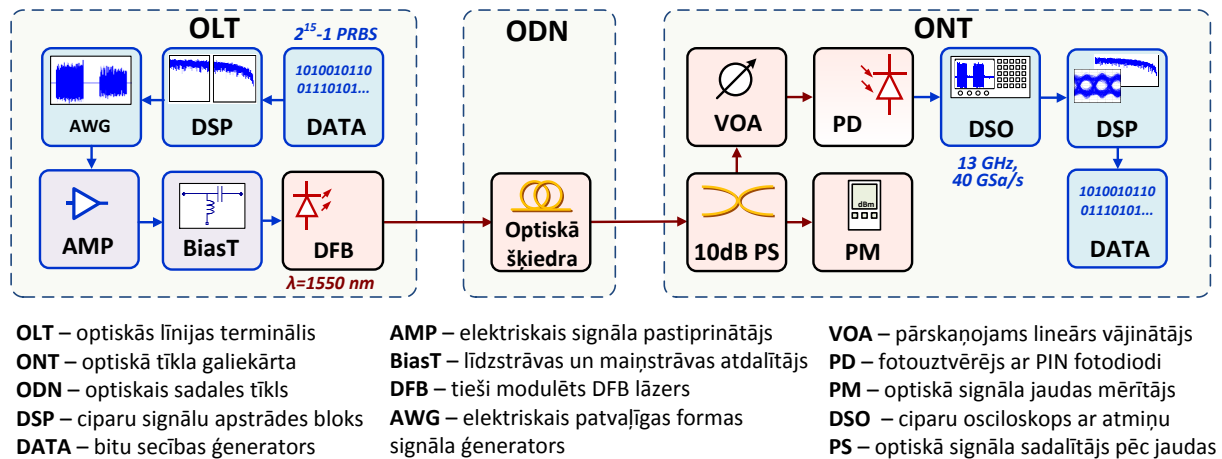 OLT
ODN
ONT
2¹⁵-1 PRBS
AWG
DSP
1010010110
01110101...
DATA
AMP
BiasT
DFB
λ=1550 nm
Optiskā
šķiedra
VOA
PD
DSO
13 GHz,
40 GSa/s
DSP
10dB PS
dBm
PM
1010010110
01110101...
DATA
OLT – optiskās līnijas terminālis
ONT – optiskā tīkla galiekārta
ODN – optiskais sadales tīkls
DSP – ciparu signālu apstrādes bloks
DATA – bitu secības ģenerators
AMP – elektriskais signāla pastiprinātājs
BiasT – līdzstrāvas un maiņstrāvas atdalītājs
DFB – tieši modulēts DFB lāzers
AWG – elektriskais patvaļīgas formas
signāla ģenerators
VOA – pārskaņojams lineārs vājinātājs
PD – fotouztvērējs ar PIN fotodiodi
PM – optiskā signāla jaudas mērītājs
DSO – ciparu osciloskops ar atmiņu
PS – optiskā signāla sadalītājs pēc jaudas